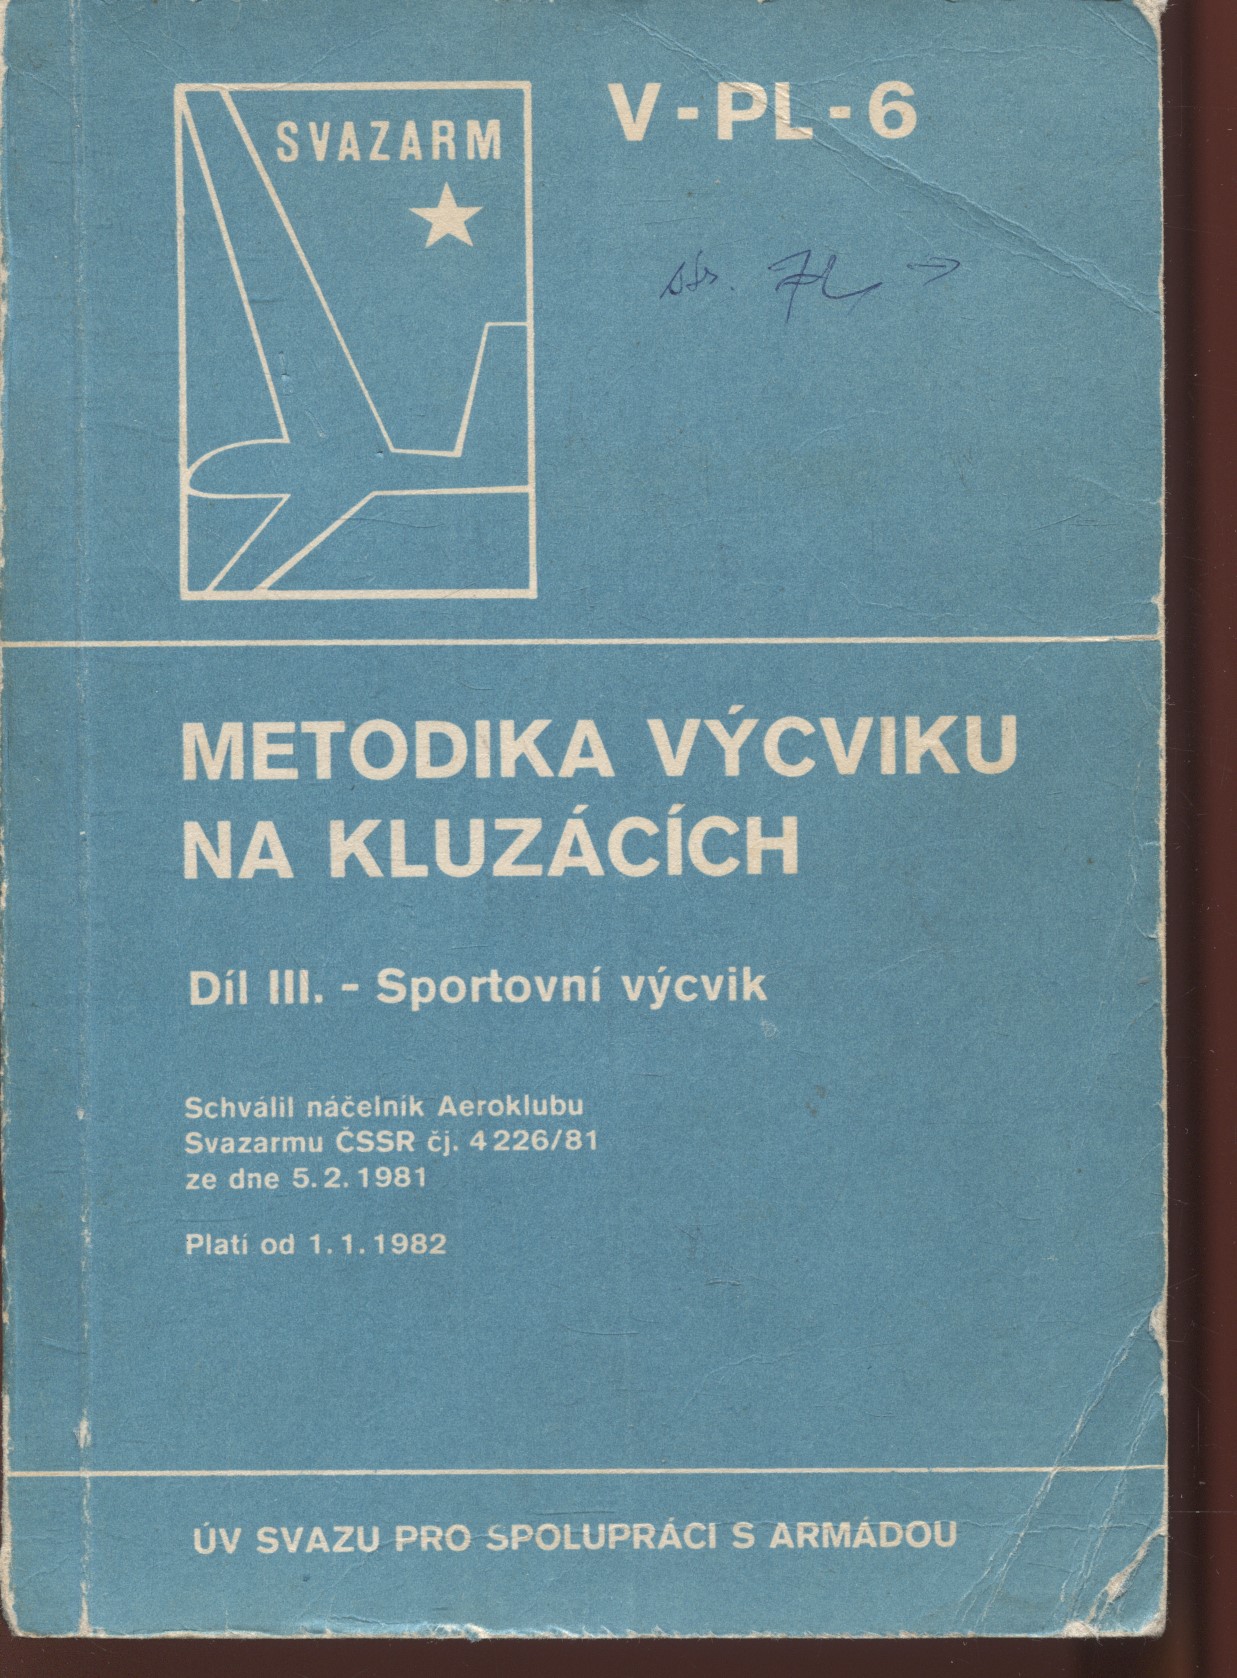 SVAZARM
V-PL-6
str.
METODIKA VÝCVIKU
NA KLUZÁCÍCH
Díl III. - Sportovní výcvik
Schválil náčelník Aeroklubu
Svazarmu ČSSR čj. 4226/81
ze dne 5.2.1981
Platí od 1.1.1982
ÚV SVAZU PRO SPOLUPRÁCI S ARMÁDOU